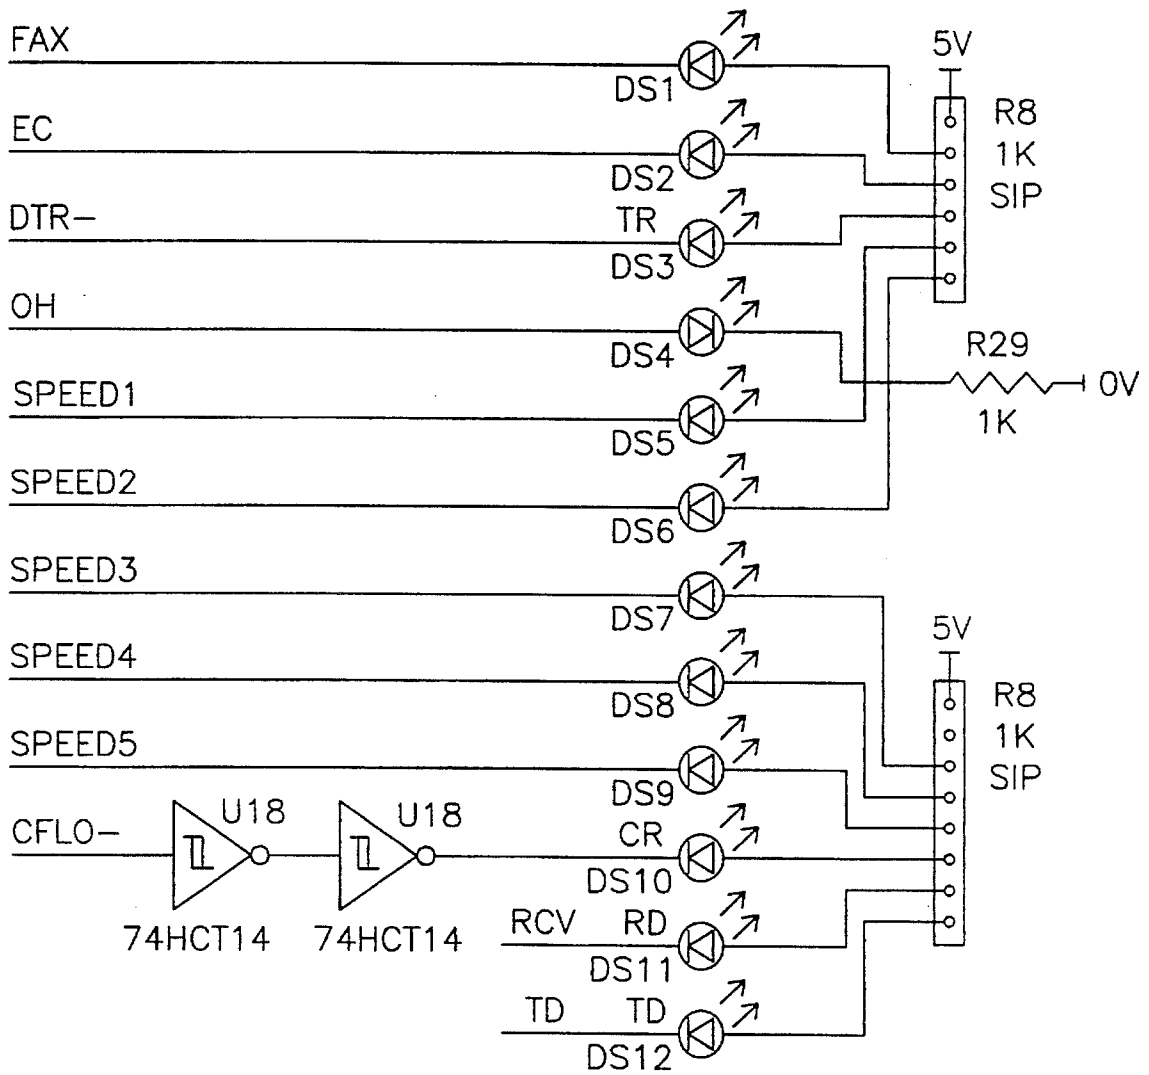 FAX
DS1
5V
R8
1K
SIP
EC
DS2
DTR-
TR
DS3
OH
DS4
R29
0V
1K
SPEED1
DS5
SPEED2
DS6
SPEED3
DS7
5V
R8
1K
SIP
SPEED4
DS8
SPEED5
DS9
CFLO-
U18
U18
CR
DS10
74HCT14
74HCT14
RCV
RD
DS11
TD
TD
DS12